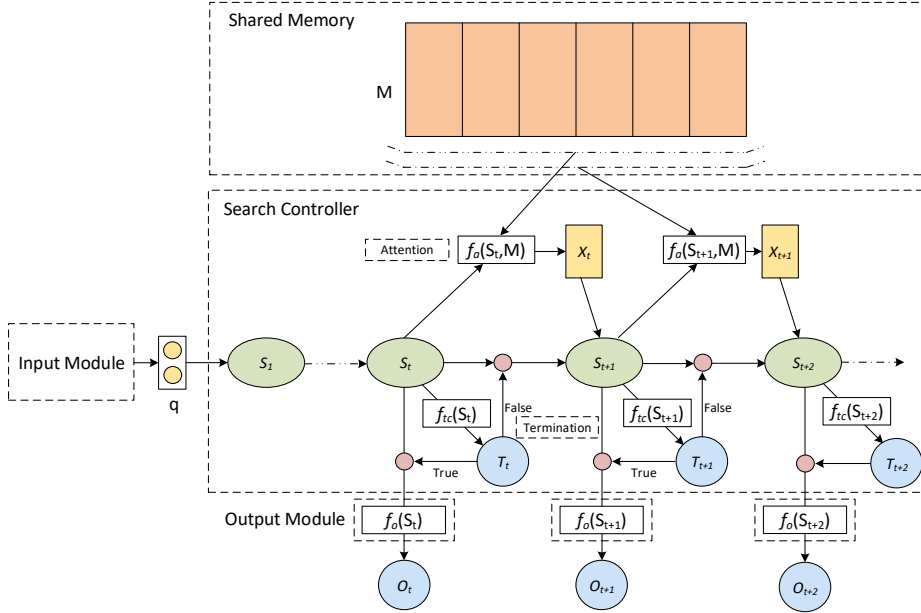 Shared Memory
M
Search Controller
Attention
fa(St,M)
Xt
fa(St+1,M)
Xt+1
Input Module
q
S1
St
St+1
St+2
ftc(St)
False
Termination
ftc(St+1)
False
ftc(St+2)
Tt
True
Tt+1
True
Tt+2
Output Module
fo(St)
fo(St+1)
fo(St+2)
Ot
Ot+1
Ot+2